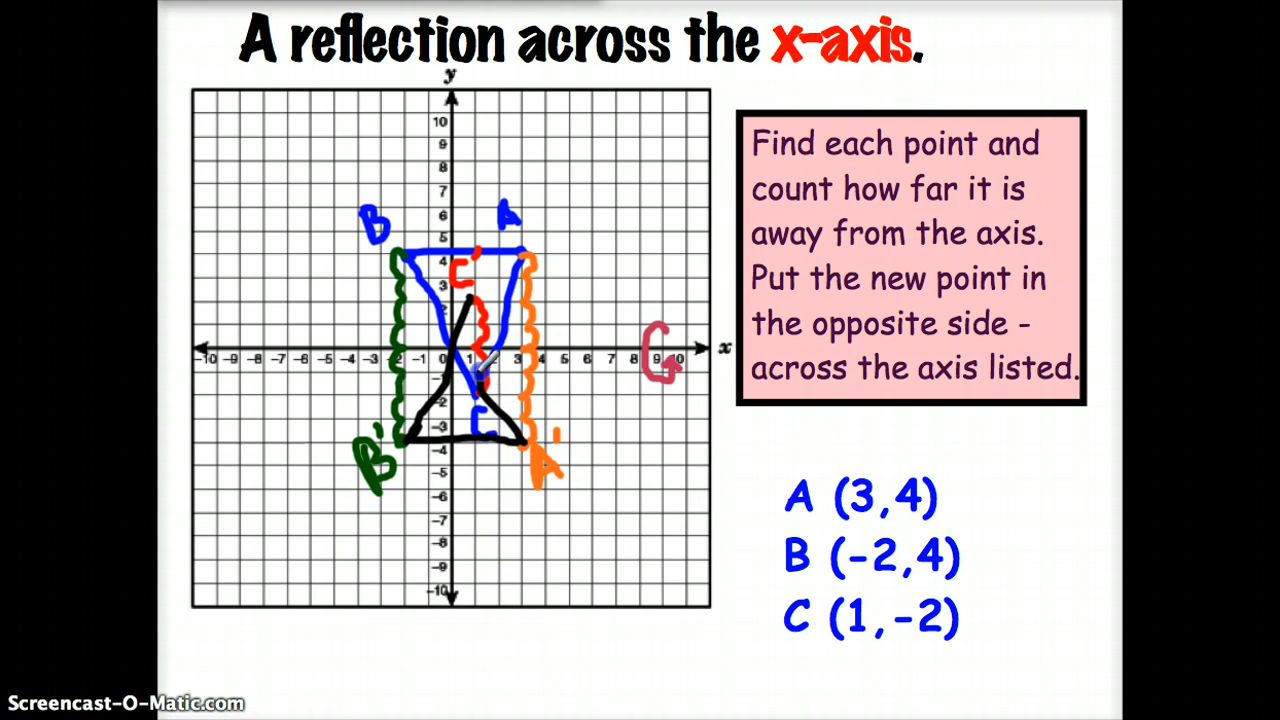 A reflection across the x-axis.
y
10
9
8
7
6
5
4
3
2
1
B
A
C'
-10 -9 -8 -7 -6 -5 -4 -3 -2 -1 0 1 2 3 4 5 6 7 8 9 10 x
-1
-2
-3
-4
-5
-6
-7
-8
-9
-10
C
B'
A'
Find each point and
count how far it is
away from the axis.
Put the new point in
the opposite side -
across the axis listed.
A (3,4)
B (-2,4)
C (1,-2)
Screencast-O-Matic.com